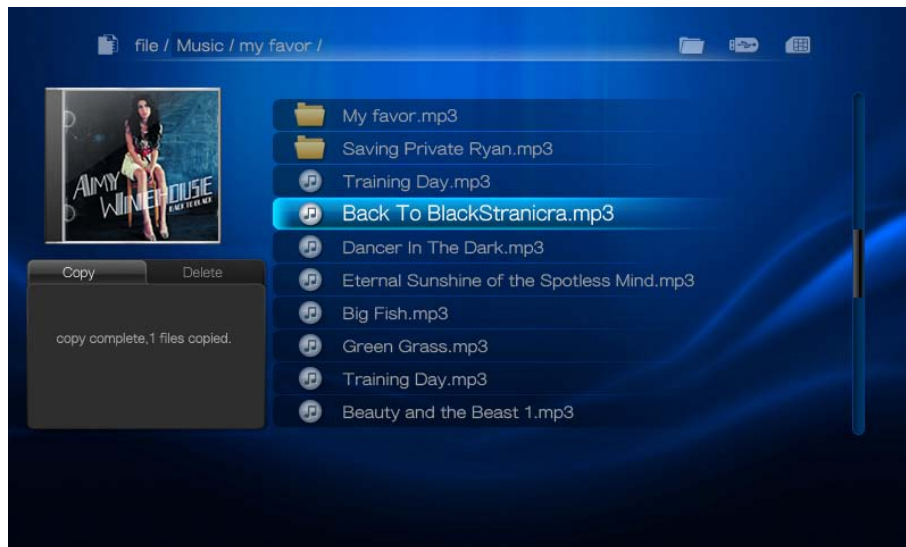 file / Music / my favor /
My favor.mp3
Saving Private Ryan.mp3
Training Day.mp3
Back To BlackStranicra.mp3
Dancer In The Dark.mp3
Eternal Sunshine of the Spotless Mind.mp3
Big Fish.mp3
Green Grass.mp3
Training Day.mp3
Beauty and the Beast 1.mp3
AMY
WINEHOUSE
BACK TO BLACK
Copy Delete
copy complete,1 files copied.